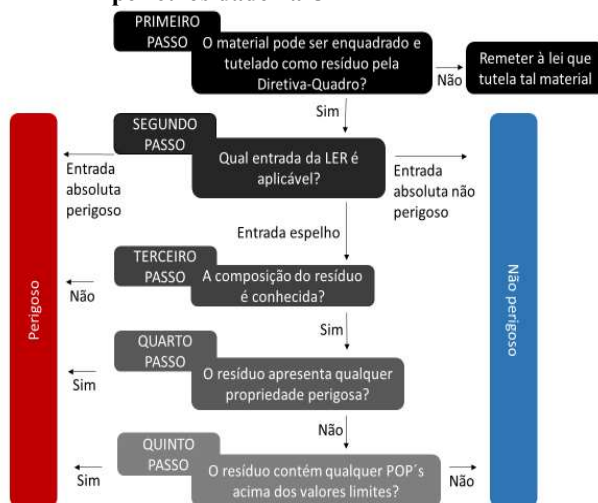 PRIMEIRO
PASSO
O material pode ser enquadrado e
tutelado como resíduo pela
Diretiva-Quadro?
Não
Remeter à lei que
tutela tal material
Sim
SEGUNDO
PASSO
Qual entrada da LER é
aplicável?
Entrada
absoluta
perigoso
Entrada
absoluta não
perigoso
Entrada espelho
TERCEIRO
PASSO
A composição do resíduo
é conhecida?
Não
Sim
QUARTO
PASSO
O resíduo apresenta qualquer
propriedade perigosa?
Sim
Não
QUINTO
PASSO
O resíduo contém qualquer POP´s
acima dos valores limites?
Sim
Não
Perigoso
Não perigoso